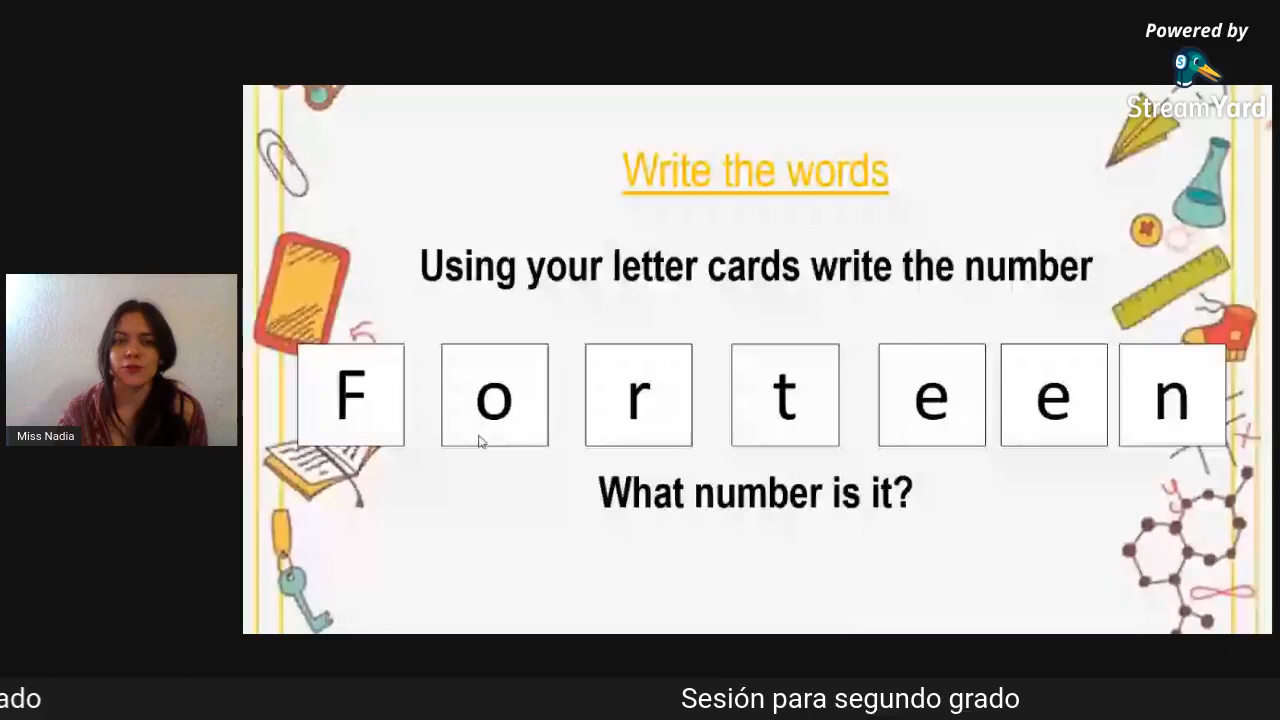 Powered by
StreamYard
Write the words
Using your letter cards write the number
F o r t e e n
What number is it?
Miss Nadia
ado Sesión para segundo grado